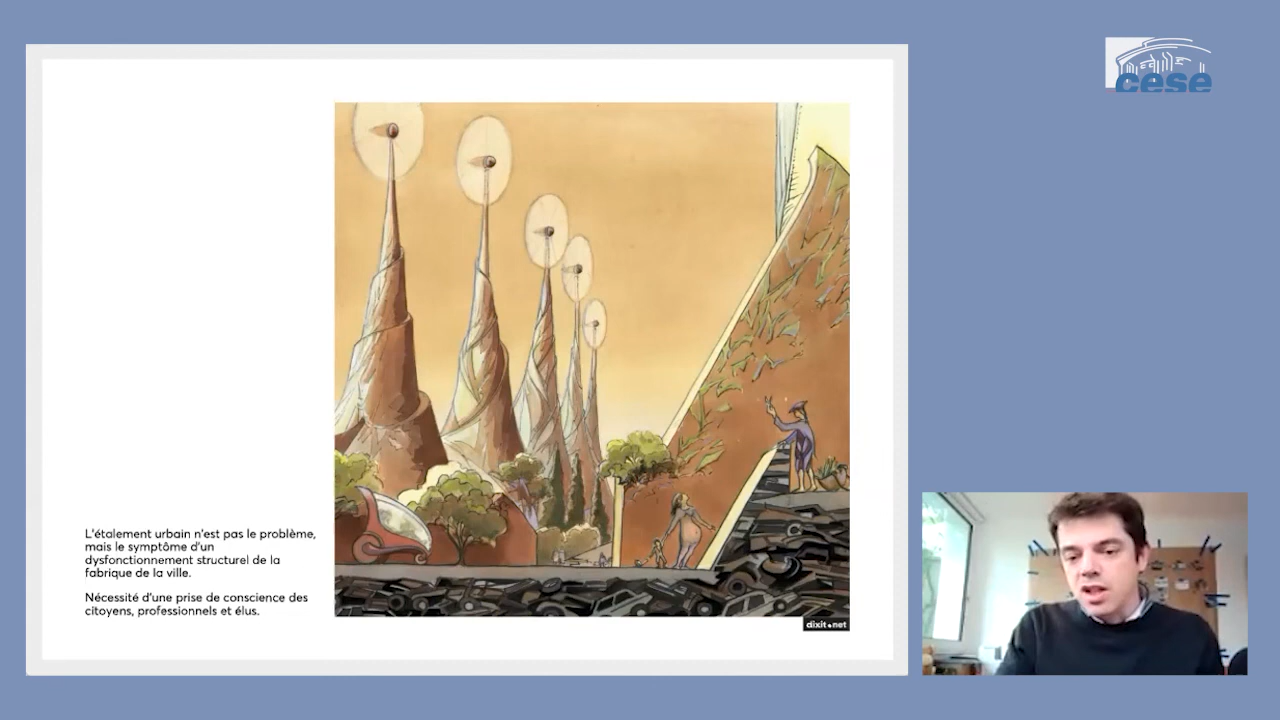 cese
L'étalement urbain n'est pas le problème,
mais le symptôme d'un
dysfonctionnement structurel de la
fabrique de la ville.
Nécessité d'une prise de conscience des
citoyens, professionnels et élus.
dixit.net